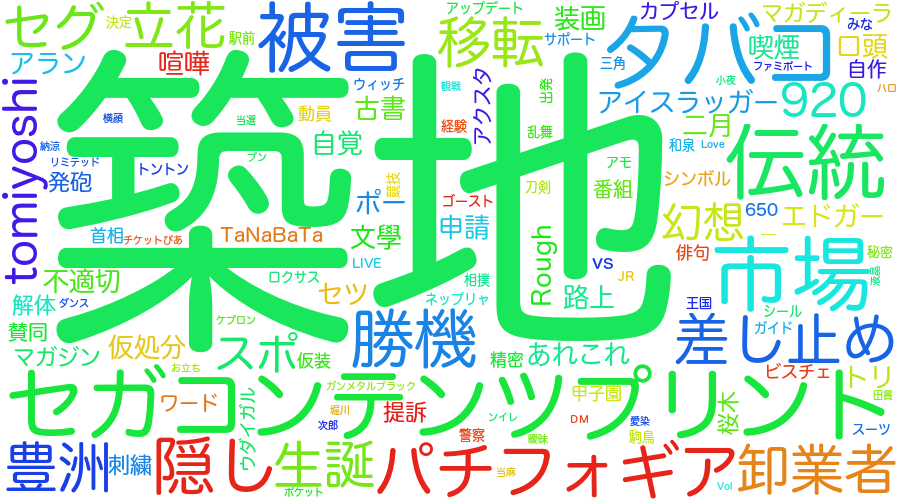 セグ
立花
決定
駅前
被害
アップデート
装画
カプセル
マガディーラ
みな
移転
サポート
タバコ
喫煙
口頭
アラン
喧嘩
ウィッチ
三角
ファミポート
自作
築地
動員
古書
観戦
アクスタ
出発
アイスラッガー
920
小夜
ハロ
tomiyoshi
横顔
当選
自覚
経験
乱舞
二月
伝統
納涼
リミテッド
トントン
ブン
和泉
Love
発砲
競技
アモ
ポー
ゴースト
刀剣
番組
シンボル
650
エドガー
首相
チケットぴあ
TaNaBaTa
文學
申請
Rough
vs
幻想
俳句
秘密
不適切
ロクサス
LIVE
相撲
JR
市場
解体
ダンス
セツ
ネップリャ
路上
王国
シール
賛同
仮処分
ケプロン
スポ
仮装
勝機
精密
あれこれ
差し止め
ガイド
マガジン
お立ち
ビスチェ
トリ
セガコンテンツプリント
ガンメタルブラック
甲子園
田貫
ワード
ウダイガル
堀川
提訴
ンイレ
DM
愛染
桜木
次郎
警察
曖昧
駒鳥
スーツ
豊洲
刺繍
隠し
生誕
パチフォギア
卸業者
ポケット
当麻
Vol